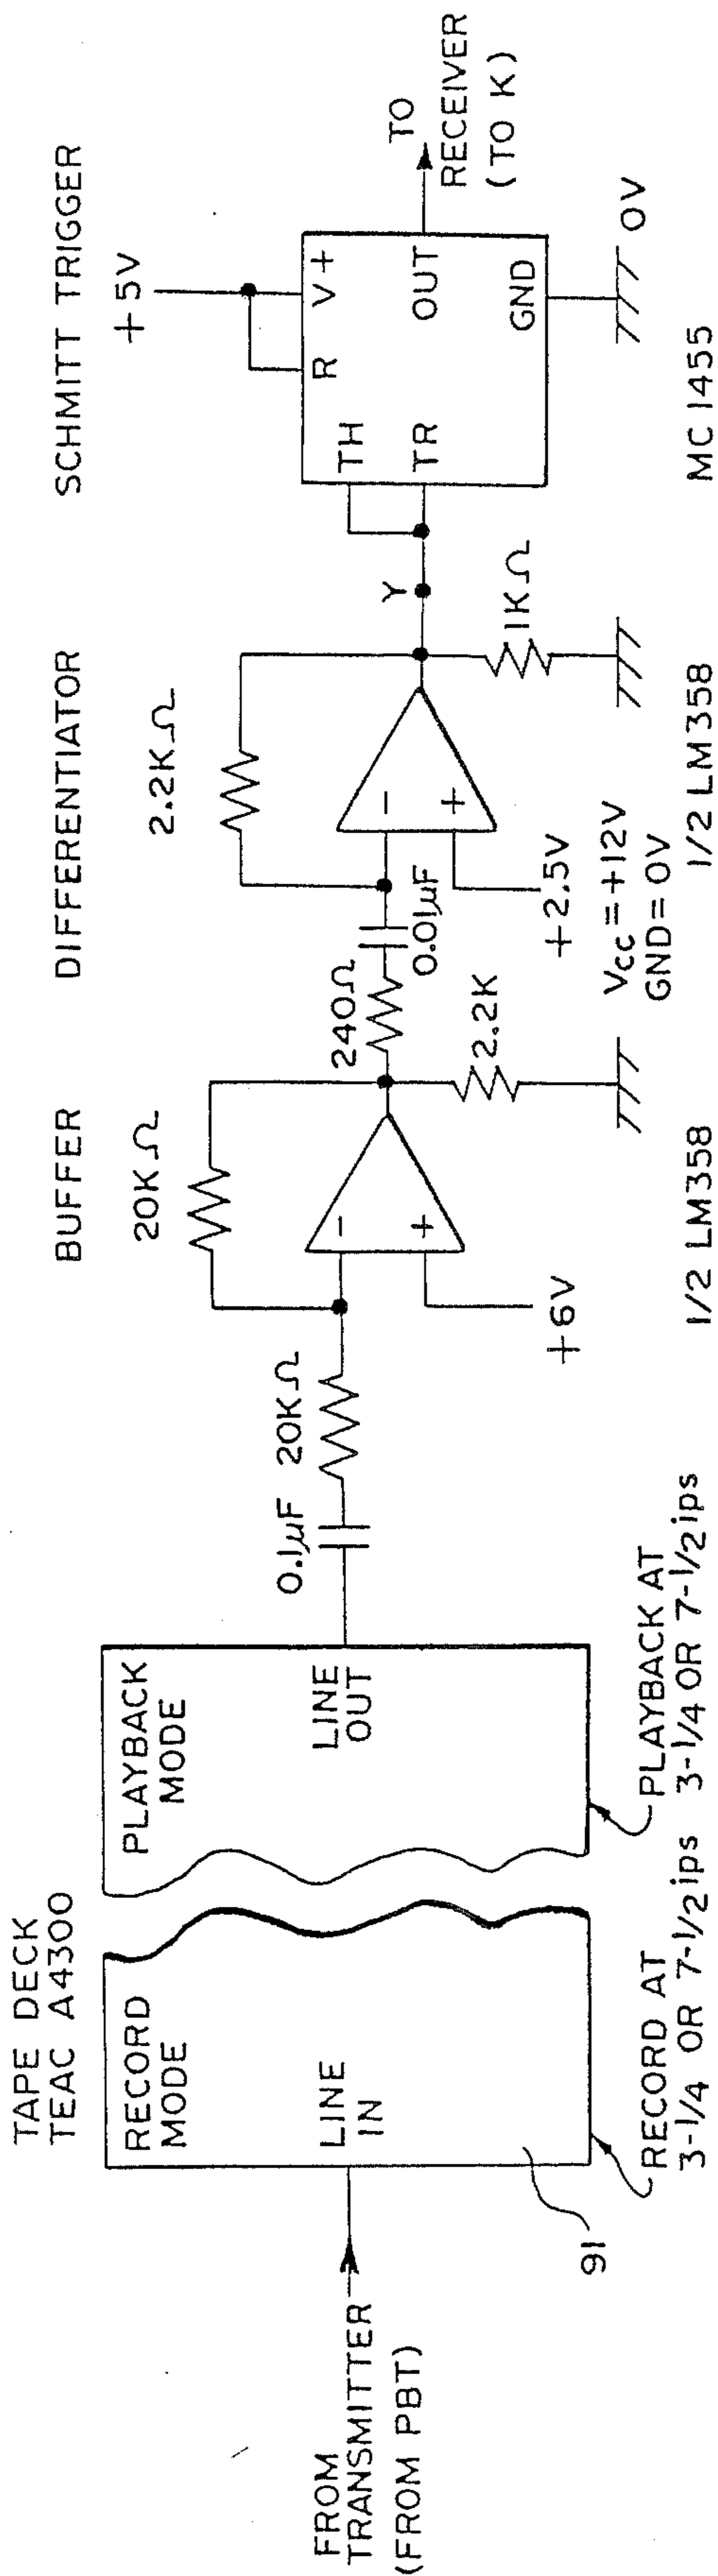 TAPE DECK
TEAC A4300
BUFFER
DIFFERENTIATOR
SCHMITT TRIGGER
RECORD
MODE
LINE
IN
PLAYBACK
MODE
LINE
OUT
FROM
TRANSMITTER
(FROM PBT)
91
RECORD AT
3-1/4 OR 7-1/2 ips
PLAYBACK AT
3-1/4 OR 7-1/2 ips
0.1µF
20KΩ
20KΩ
-
+
+6V
2.2K
1/2 LM358
240Ω
0.01µF
2.2KΩ
-
+
+2.5V
Vcc=+12V
GND=0V
1/2 LM358
1KΩ
Y
+5V
R
V+
TH
TR
OUT
GND
0V
MC 1455
TO
RECEIVER
(TO K)